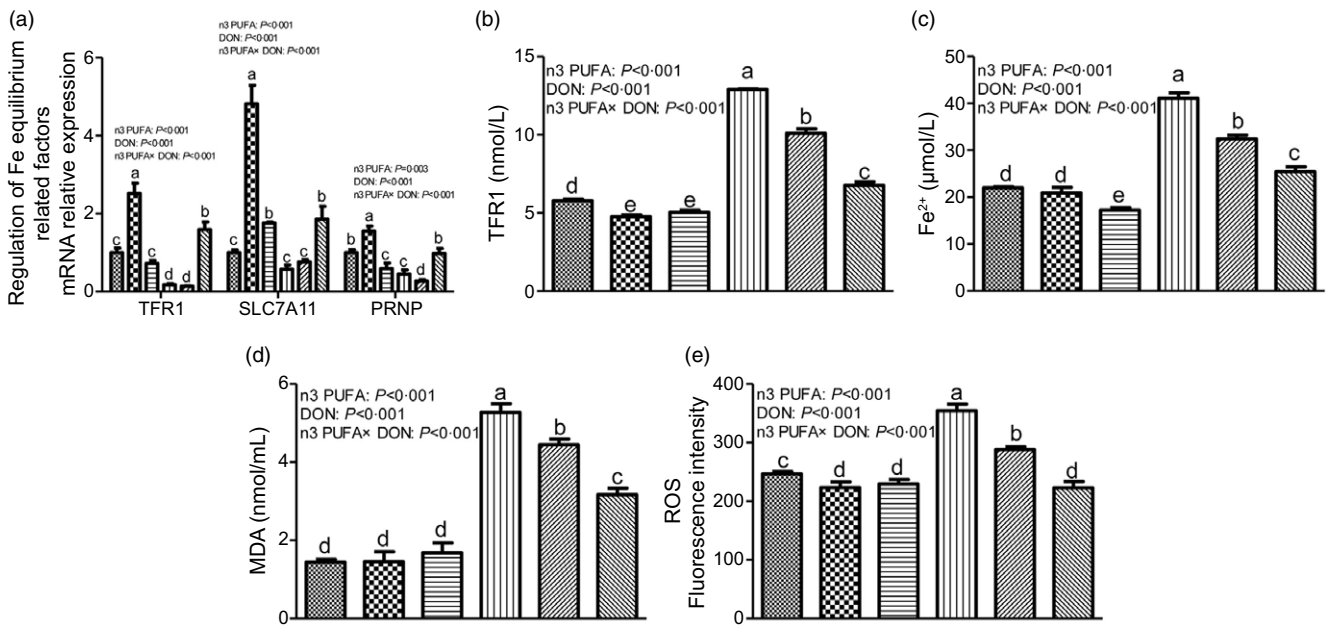 (a)
n3 PUFA: P<0·001
DON: P<0·001
n3 PUFA× DON: P<0·001
n3 PUFA: P<0·001
DON: P<0·001
n3 PUFA× DON: P<0·001
n3 PUFA: P=0·003
DON: P<0·001
n3 PUFA× DON: P<0·001
Regulation of Fe equilibrium
related factors
mRNA relative expression
6
4
2
0
c
a
c
d
d
b
c
a
b
c
c
b
b
a
c
c
d
b
TFR1
SLC7A11
PRNP
(b)
n3 PUFA: P<0·001
DON: P<0·001
n3 PUFA× DON: P<0·001
TFR1 (nmol/L)
15
10
5
0
d
e
e
a
b
c
(c)
n3 PUFA: P<0·001
DON: P<0·001
n3 PUFA× DON: P<0·001
Fe2+ (μmol/L)
50
40
30
20
10
0
d
d
e
a
b
c
(d)
n3 PUFA: P<0·001
DON: P<0·001
n3 PUFA× DON: P<0·001
MDA (nmol/mL)
6
4
2
0
d
d
d
a
b
c
(e)
n3 PUFA: P<0·001
DON: P<0·001
n3 PUFA× DON: P<0·001
ROS
Fluorescence intensity
400
300
200
100
0
c
d
d
a
b
d